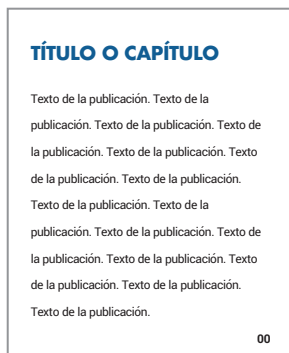 TÍTULO O CAPÍTULO
Texto de la publicación. Texto de la
publicación. Texto de la publicación. Texto de
la publicación. Texto de la publicación. Texto
de la publicación. Texto de la publicación.
Texto de la publicación. Texto de la
publicación. Texto de la publicación. Texto de
la publicación. Texto de la publicación. Texto
de la publicación. Texto de la publicación.
Texto de la publicación.
00